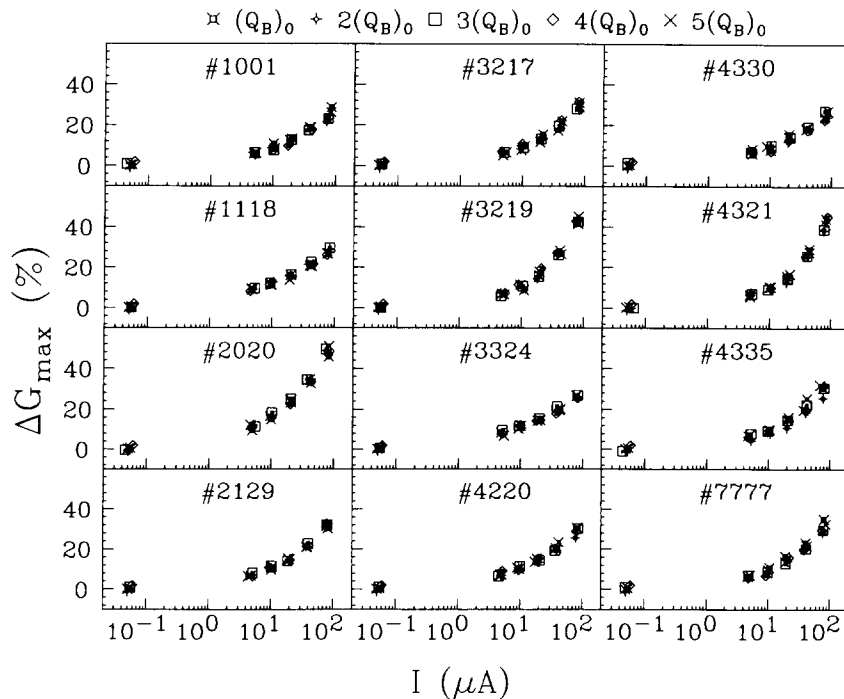 ¤ (Q_B)_0 ✦ 2(Q_B)_0 □ 3(Q_B)_0 ◇ 4(Q_B)_0 × 5(Q_B)_0
#1001 #3217 #4330
40
20
0
#1118 #3219 #4321
40
20
0
#2020 #3324 #4335
40
20
0
#2129 #4220 #7777
40
20
0
ΔG_max (%)
10^-1 10^0 10^1 10^2 10^-1 10^0 10^1 10^2 10^-1 10^0 10^1 10^2
I (μA)